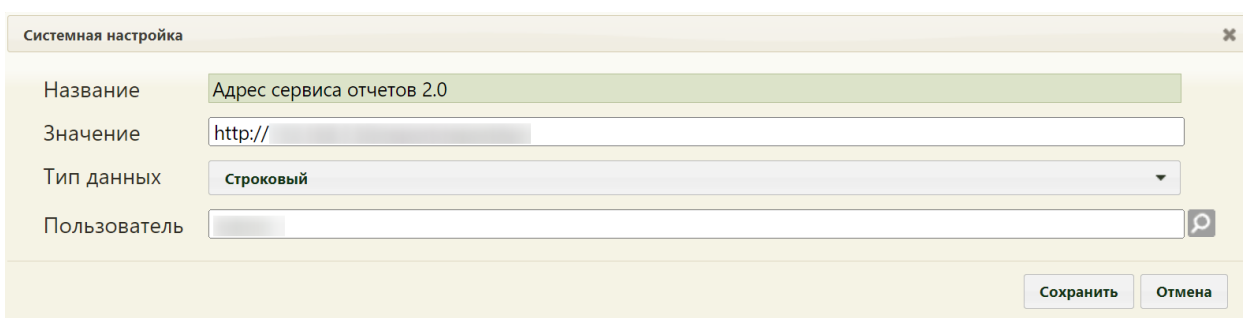 Системная настройка
Название Адрес сервиса отчетов 2.0
Значение http://
Тип данных Строковый
Пользователь
Сохранить Отмена